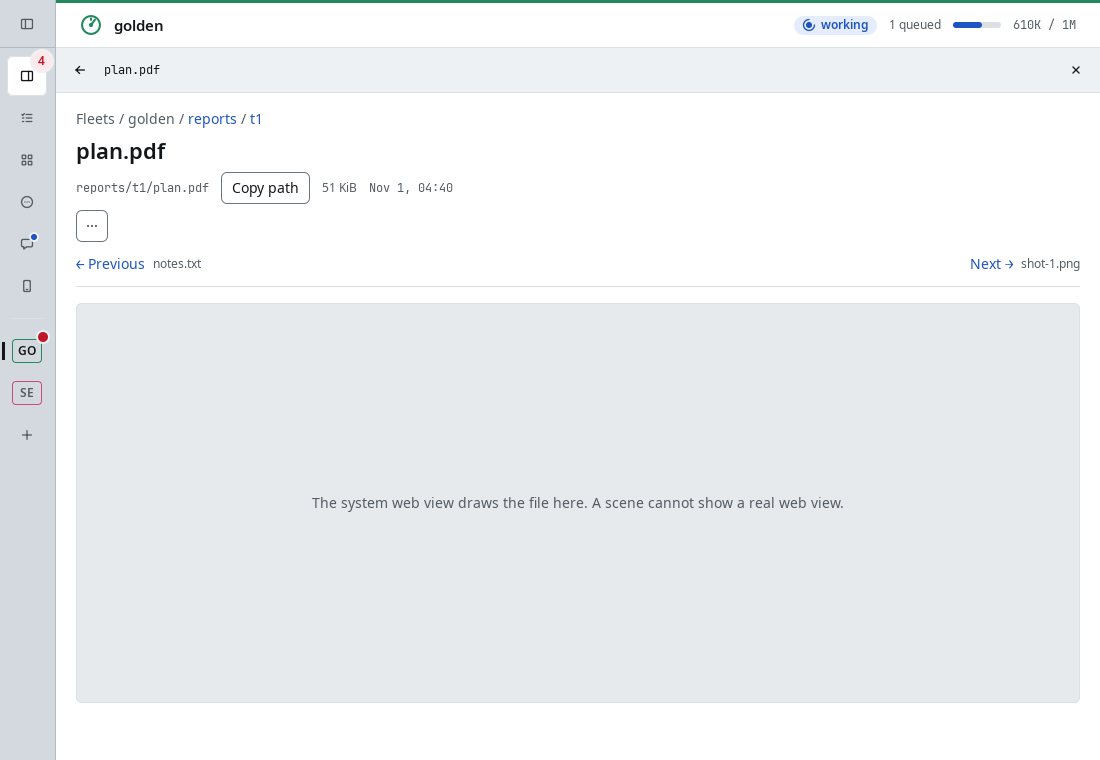 golden
working
1 queued
610K / 1M
4
← plan.pdf
Fleets / golden / reports / t1
plan.pdf
reports/t1/plan.pdf
Copy path
51 KiB
Nov 1, 04:40
← Previous notes.txt
Next → shot-1.png
GO
SE
The system web view draws the file here. A scene cannot show a real web view.